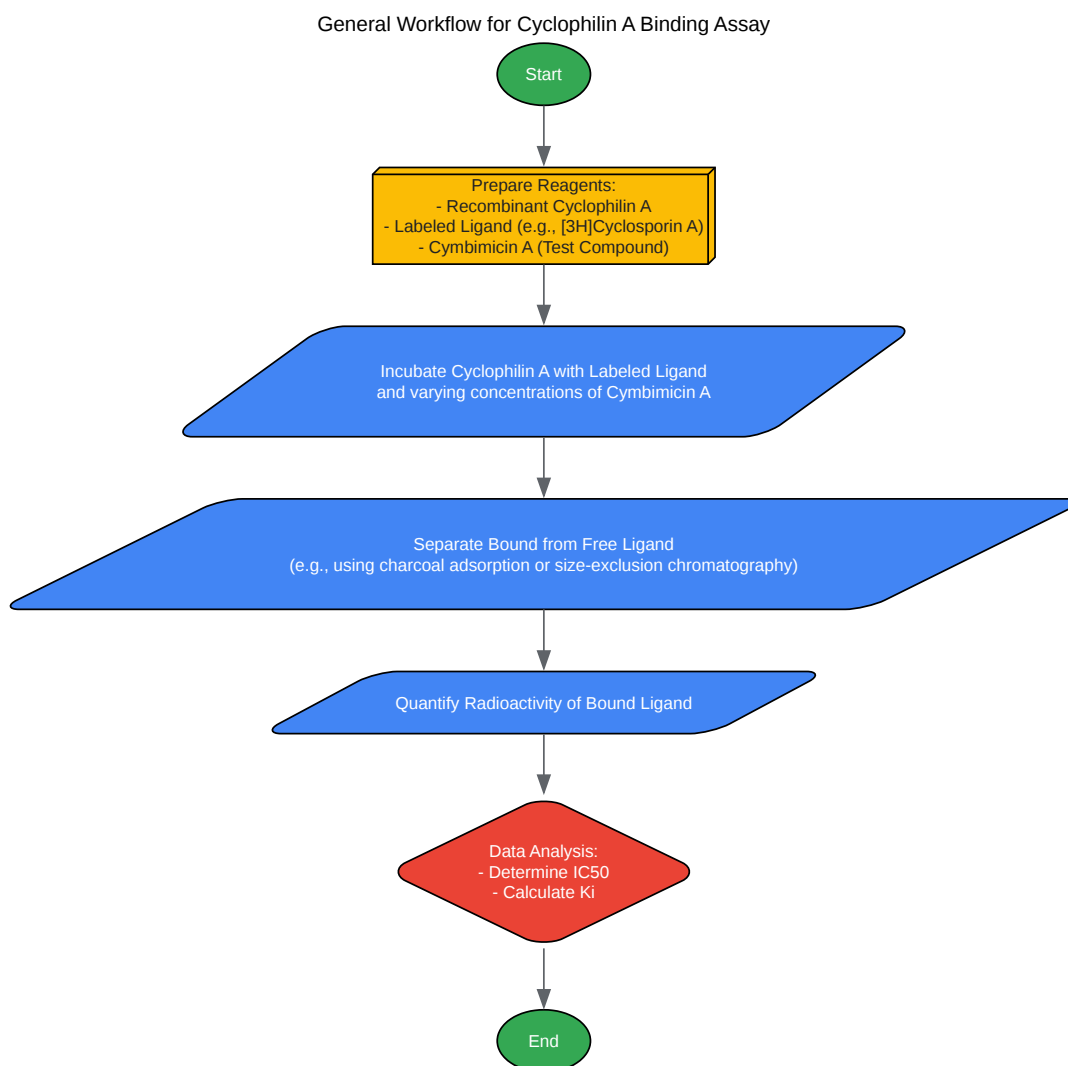 General Workflow for Cyclophilin A Binding Assay
Start
Prepare Reagents:
- Recombinant Cyclophilin A
- Labeled Ligand (e.g., [3H]Cyclosporin A)
- Cymbimicin A (Test Compound)
Incubate Cyclophilin A with Labeled Ligand
and varying concentrations of Cymbimicin A
Separate Bound from Free Ligand
(e.g., using charcoal adsorption or size-exclusion chromatography)
Quantify Radioactivity of Bound Ligand
Data Analysis:
- Determine IC50
- Calculate Ki
End